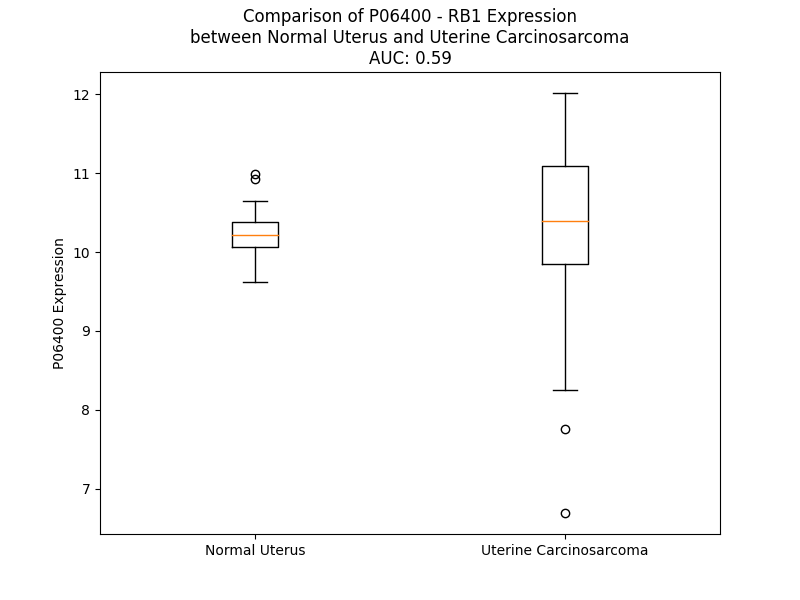 Comparison of P06400 - RB1 Expression
between Normal Uterus and Uterine Carcinosarcoma
AUC: 0.59
12
11
10
9
8
7
P06400 Expression
Normal Uterus
Uterine Carcinosarcoma